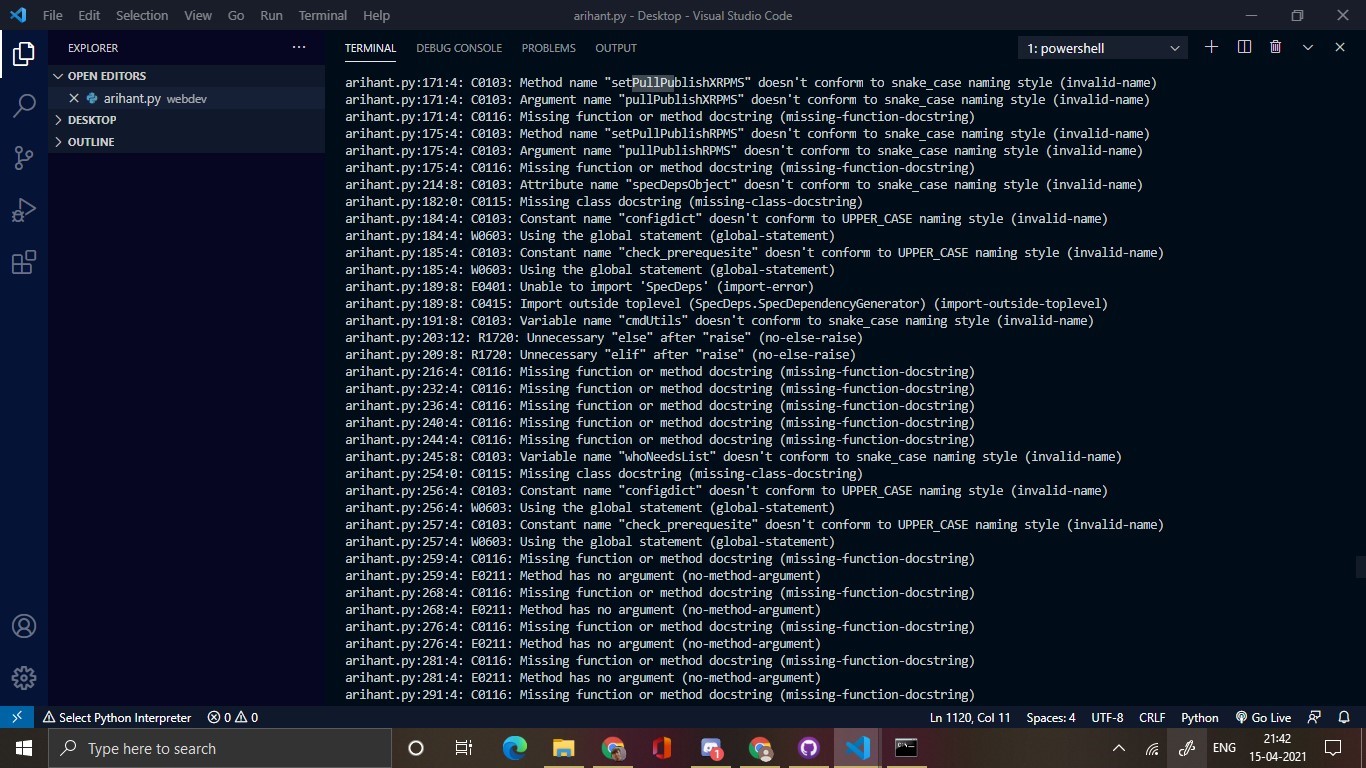 File Edit Selection View Go Run Terminal Help arihant.py - Desktop - Visual Studio Code
EXPLORER
OPEN EDITORS
arihant.py webdev
DESKTOP
OUTLINE
TERMINAL DEBUG CONSOLE PROBLEMS OUTPUT 1: powershell
arihant.py:171:4: C0103: Method name "setPullPublishXRPMS" doesn't conform to snake_case naming style (invalid-name)
arihant.py:171:4: C0103: Argument name "pullPublishXRPMS" doesn't conform to snake_case naming style (invalid-name)
arihant.py:171:4: C0116: Missing function or method docstring (missing-function-docstring)
arihant.py:175:4: C0103: Method name "setPullPublishRPMS" doesn't conform to snake_case naming style (invalid-name)
arihant.py:175:4: C0103: Argument name "pullPublishRPMS" doesn't conform to snake_case naming style (invalid-name)
arihant.py:175:4: C0116: Missing function or method docstring (missing-function-docstring)
arihant.py:214:8: C0103: Attribute name "specDepsObject" doesn't conform to snake_case naming style (invalid-name)
arihant.py:182:0: C0115: Missing class docstring (missing-class-docstring)
arihant.py:184:4: C0103: Constant name "configdict" doesn't conform to UPPER_CASE naming style (invalid-name)
arihant.py:184:4: W0603: Using the global statement (global-statement)
arihant.py:185:4: C0103: Constant name "check_prerequesite" doesn't conform to UPPER_CASE naming style (invalid-name)
arihant.py:185:4: W0603: Using the global statement (global-statement)
arihant.py:189:8: E0401: Unable to import 'SpecDeps' (import-error)
arihant.py:189:8: C0415: Import outside toplevel (SpecDeps.SpecDependencyGenerator) (import-outside-toplevel)
arihant.py:191:8: C0103: Variable name "cmdUtils" doesn't conform to snake_case naming style (invalid-name)
arihant.py:203:12: R1720: Unnecessary "else" after "raise" (no-else-raise)
arihant.py:209:8: R1720: Unnecessary "elif" after "raise" (no-else-raise)
arihant.py:216:4: C0116: Missing function or method docstring (missing-function-docstring)
arihant.py:232:4: C0116: Missing function or method docstring (missing-function-docstring)
arihant.py:236:4: C0116: Missing function or method docstring (missing-function-docstring)
arihant.py:240:4: C0116: Missing function or method docstring (missing-function-docstring)
arihant.py:244:4: C0116: Missing function or method docstring (missing-function-docstring)
arihant.py:245:8: C0103: Variable name "whoNeedsList" doesn't conform to snake_case naming style (invalid-name)
arihant.py:254:0: C0115: Missing class docstring (missing-class-docstring)
arihant.py:256:4: C0103: Constant name "configdict" doesn't conform to UPPER_CASE naming style (invalid-name)
arihant.py:256:4: W0603: Using the global statement (global-statement)
arihant.py:257:4: C0103: Constant name "check_prerequesite" doesn't conform to UPPER_CASE naming style (invalid-name)
arihant.py:257:4: W0603: Using the global statement (global-statement)
arihant.py:259:4: C0116: Missing function or method docstring (missing-function-docstring)
arihant.py:259:4: E0211: Method has no argument (no-method-argument)
arihant.py:268:4: C0116: Missing function or method docstring (missing-function-docstring)
arihant.py:268:4: E0211: Method has no argument (no-method-argument)
arihant.py:276:4: C0116: Missing function or method docstring (missing-function-docstring)
arihant.py:276:4: E0211: Method has no argument (no-method-argument)
arihant.py:281:4: C0116: Missing function or method docstring (missing-function-docstring)
arihant.py:281:4: E0211: Method has no argument (no-method-argument)
arihant.py:291:4: C0116: Missing function or method docstring (missing-function-docstring)
Select Python Interpreter 0 0 Ln 1120, Col 11 Spaces: 4 UTF-8 CRLF Python Go Live
Type here to search 1 ENG 21:42
15-04-2021